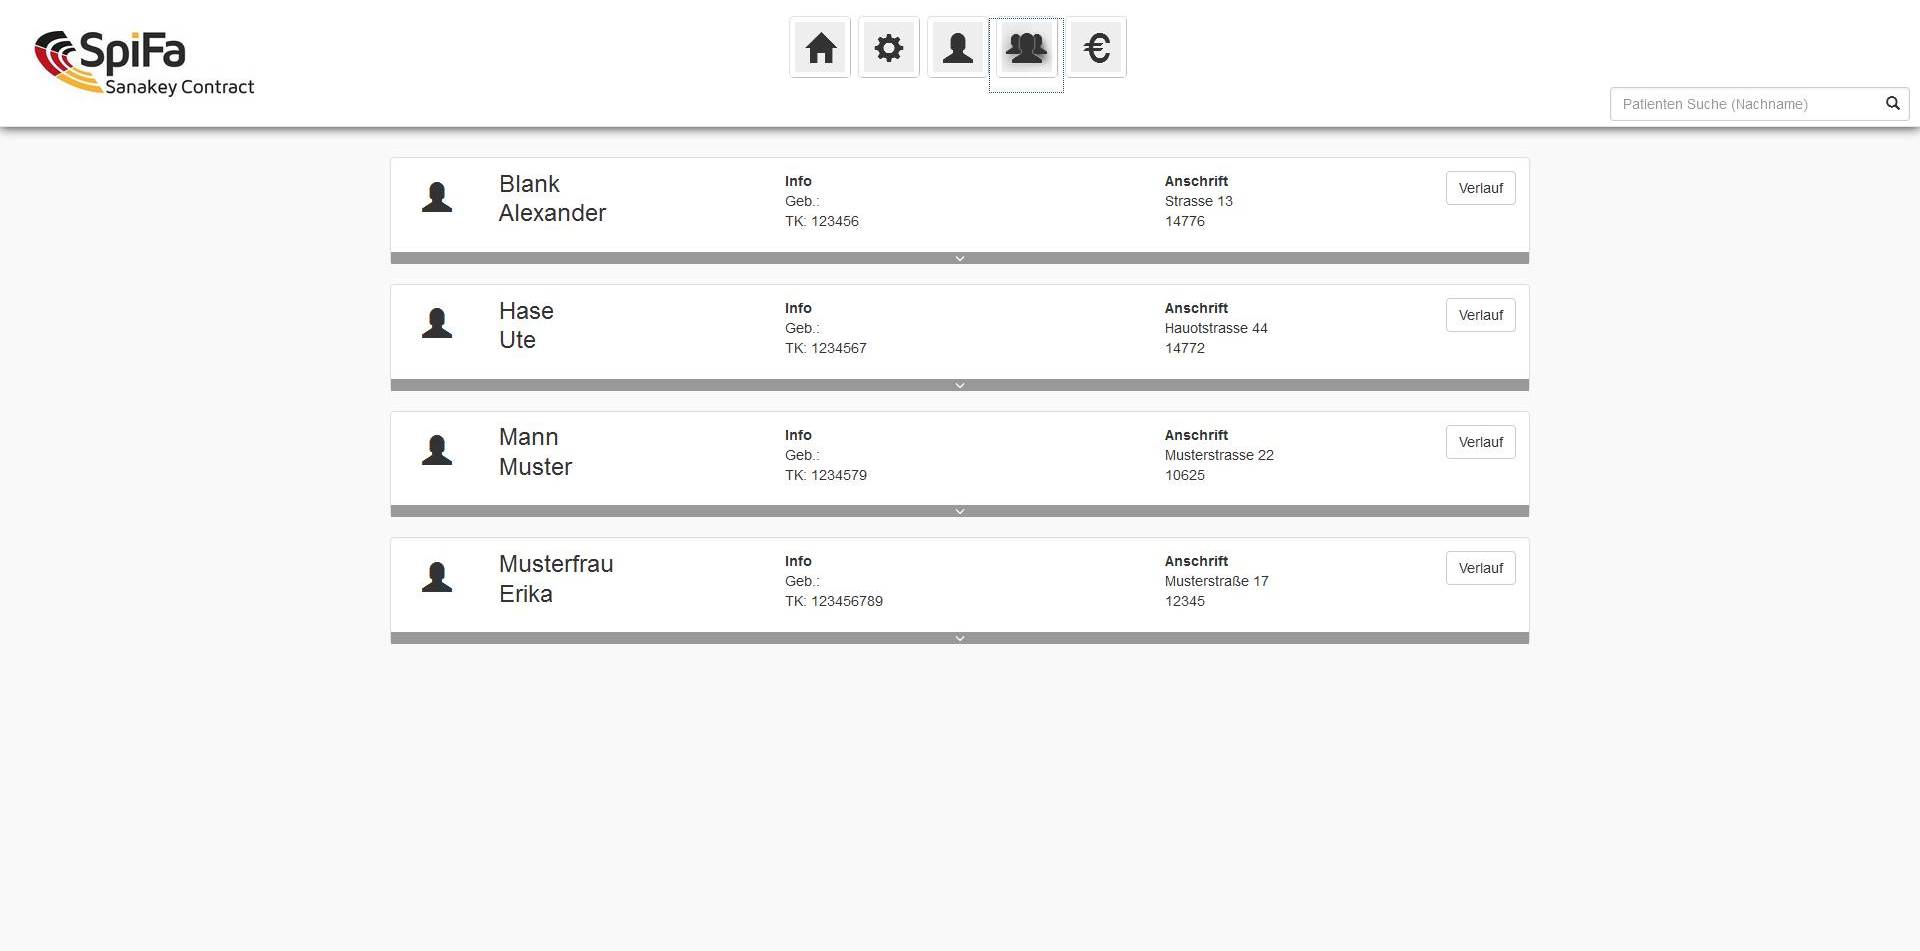 SpiFa
Sanakey Contract
€
Patienten Suche (Nachname)
Blank
Alexander
Info
Geb.:
TK: 123456
Anschrift
Strasse 13
14776
Verlauf
Hase
Ute
Info
Geb.:
TK: 1234567
Anschrift
Hauotstrasse 44
14772
Verlauf
Mann
Muster
Info
Geb.:
TK: 1234579
Anschrift
Musterstrasse 22
10625
Verlauf
Musterfrau
Erika
Info
Geb.:
TK: 123456789
Anschrift
Musterstraße 17
12345
Verlauf